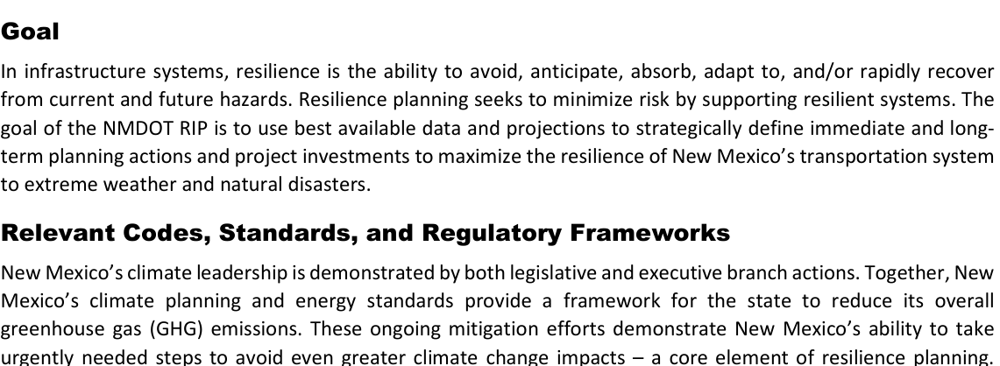 Goal
In infrastructure systems, resilience is the ability to avoid, anticipate, absorb, adapt to, and/or rapidly recover
from current and future hazards. Resilience planning seeks to minimize risk by supporting resilient systems. The
goal of the NMDOT RIP is to use best available data and projections to strategically define immediate and long-
term planning actions and project investments to maximize the resilience of New Mexico’s transportation system
to extreme weather and natural disasters.
Relevant Codes, Standards, and Regulatory Frameworks
New Mexico’s climate leadership is demonstrated by both legislative and executive branch actions. Together, New
Mexico’s climate planning and energy standards provide a framework for the state to reduce its overall
greenhouse gas (GHG) emissions. These ongoing mitigation efforts demonstrate New Mexico’s ability to take
urgently needed steps to avoid even greater climate change impacts – a core element of resilience planning.